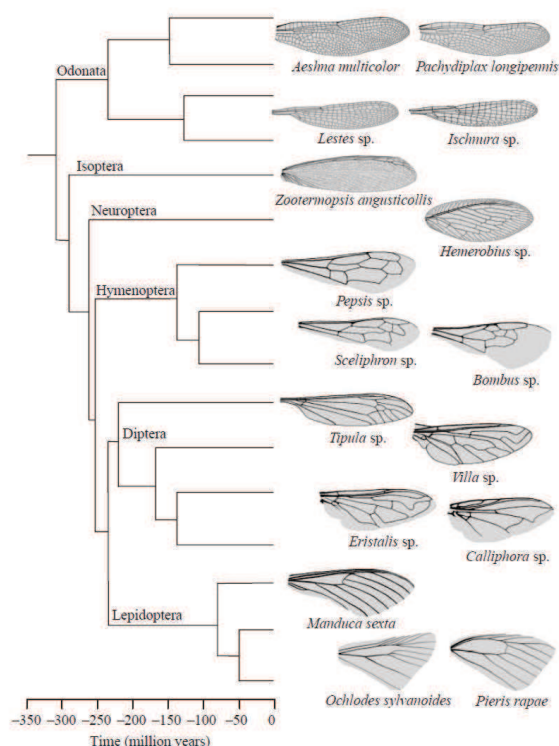 Odonata
Aeshna multicolor Pachydiplax longipennis
Lestes sp. Ischnura sp.
Isoptera
Zootermopsis angusticollis
Neuroptera
Hemerobius sp.
Hymenoptera
Pepsis sp.
Sceliphron sp.
Bombus sp.
Tipula sp.
Diptera
Villa sp.
Eristalis sp.
Calliphora sp.
Lepidoptera
Manduca sexta
Ochlodes sylvanoides Pieris rapae
–350 –300 –250 –200 –150 –100 –50 0
Time (million years)